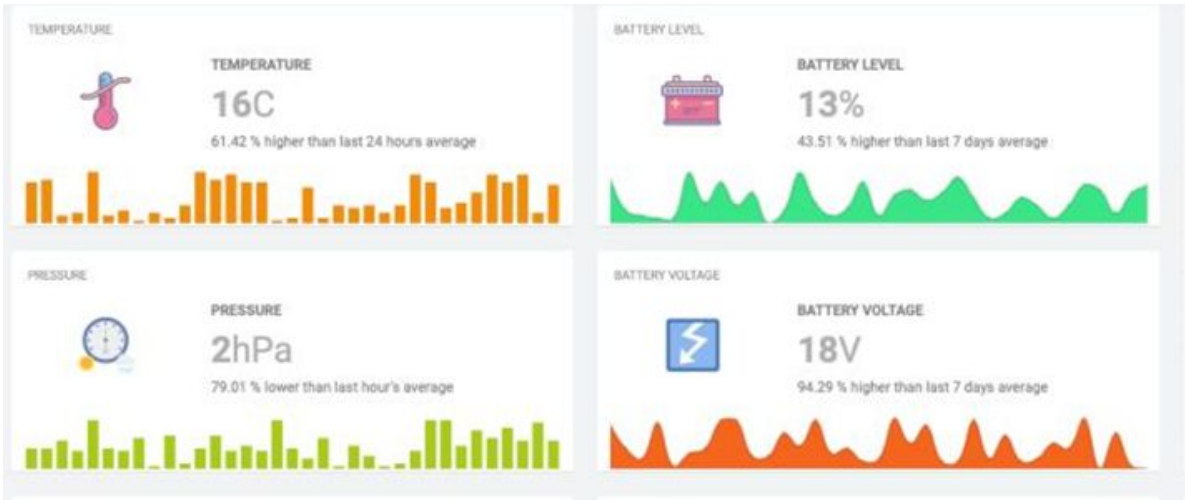 TEMPERATURE
TEMPERATURE
16C
61.42 % higher than last 24 hours average
BATTERY LEVEL
BATTERY LEVEL
13%
43.51 % higher than last 7 days average
PRESSURE
PRESSURE
2hPa
79.01 % lower than last hour's average
BATTERY VOLTAGE
BATTERY VOLTAGE
18V
94.29 % higher than last 7 days average